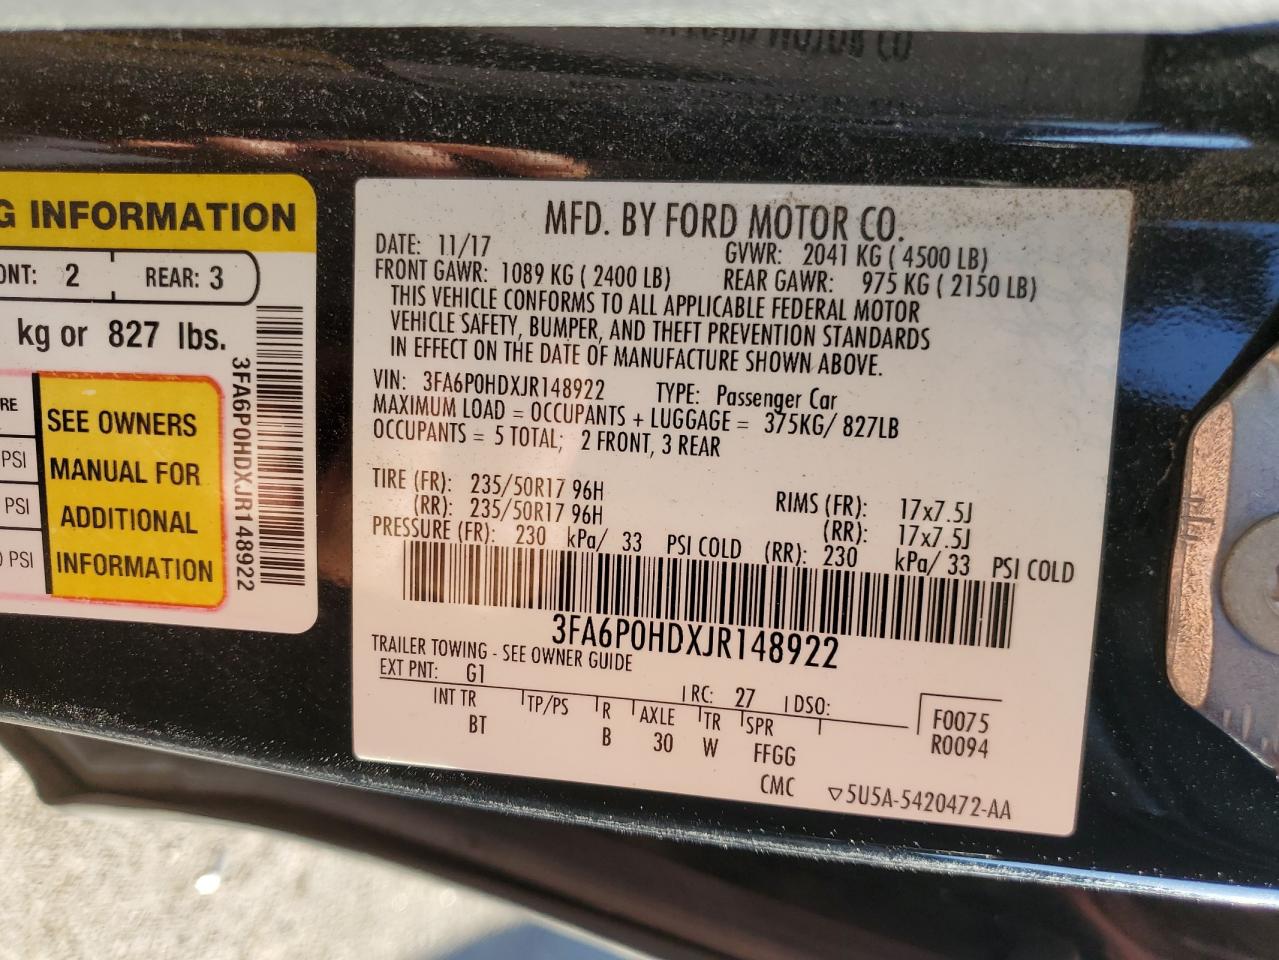 G INFORMATION
ONT: 2 REAR: 3
kg or 827 lbs.
PSI
PSI
PSI
SEE OWNERS
MANUAL FOR
ADDITIONAL
INFORMATION
3FA6P0HDXJR148922
MFD. BY FORD MOTOR CO.
DATE: 11/17 GVWR: 2041 KG ( 4500 LB)
FRONT GAWR: 1089 KG ( 2400 LB) REAR GAWR: 975 KG ( 2150 LB)
THIS VEHICLE CONFORMS TO ALL APPLICABLE FEDERAL MOTOR
VEHICLE SAFETY, BUMPER, AND THEFT PREVENTION STANDARDS
IN EFFECT ON THE DATE OF MANUFACTURE SHOWN ABOVE.
VIN: 3FA6P0HDXJR148922 TYPE: Passenger Car
MAXIMUM LOAD = OCCUPANTS + LUGGAGE = 375KG/ 827LB
OCCUPANTS = 5 TOTAL; 2 FRONT, 3 REAR
TIRE (FR): 235/50R17 96H RIMS (FR): 17x7.5J
(RR): 235/50R17 96H (RR): 17x7.5J
PRESSURE (FR): 230 kPa/ 33 PSI COLD (RR): 230 kPa/ 33 PSI COLD
3FA6P0HDXJR148922
TRAILER TOWING - SEE OWNER GUIDE
EXT PNT: G1 RC: 27 DSO:
INT TR TP/PS R AXLE TR SPR
BT B 30 W FFGG
CMC
F0075
R0094
▽5U5A-5420472-AA